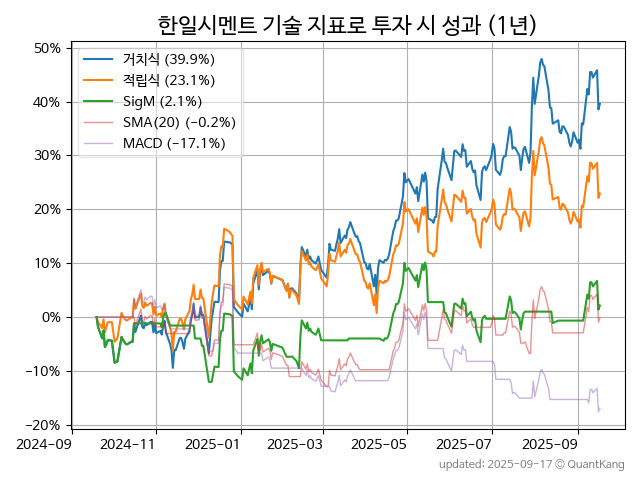 한일시멘트 기술 지표로 투자 시 성과 (1년)
50%
40%
30%
20%
10%
0%
−10%
−20%
거치식 (39.9%)
적립식 (23.1%)
SigM (2.1%)
SMA(20) (−0.2%)
MACD (−17.1%)
2024-09
2024-11
2025-01
2025-03
2025-05
2025-07
2025-09
updated: 2025-09-17 © QuantKang